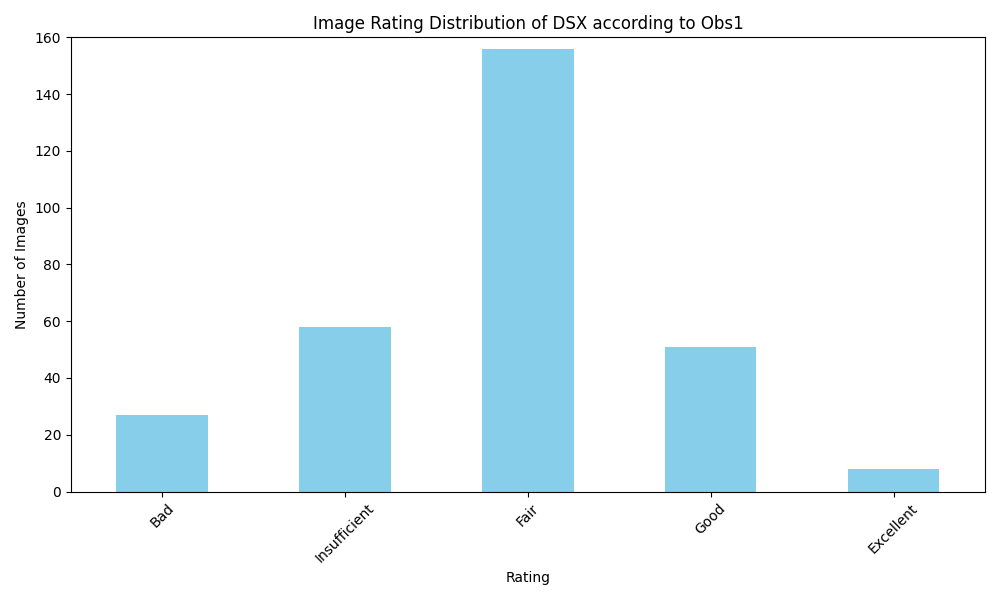 Image Rating Distribution of DSX according to Obs1
160
140
120
100
80
60
40
20
0
Number of Images
Bad
Insufficient
Fair
Good
Excellent
Rating